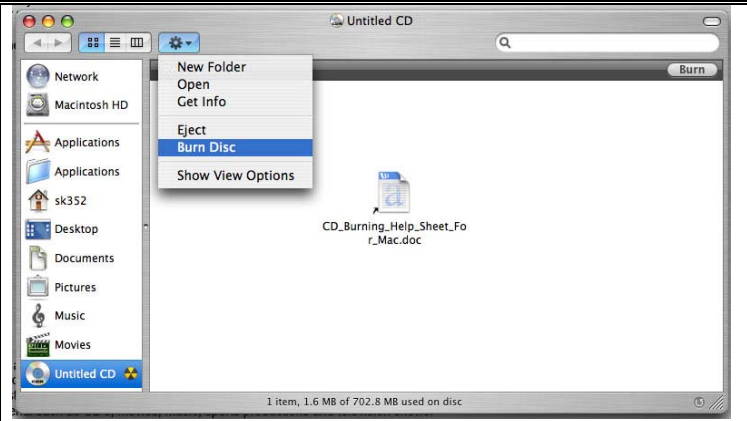 Untitled CD
Network
Macintosh HD
Applications
Applications
sk352
Desktop
Documents
Pictures
Music
Movies
Untitled CD
New Folder
Open
Get Info
Eject
Burn Disc
Show View Options
Burn
CD_Burning_Help_Sheet_Fo
r_Mac.doc
1 item, 1.6 MB of 702.8 MB used on disc